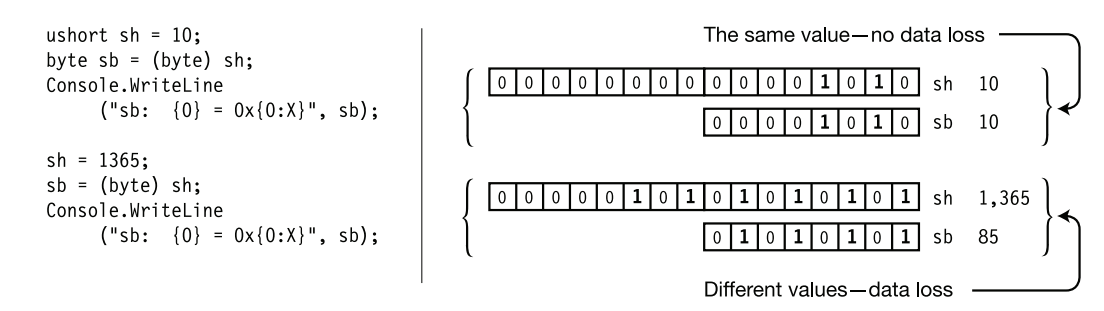 ushort sh = 10;
byte sb = (byte) sh;
Console.WriteLine
("sb: {0} = 0x{0:X}", sb);
sh = 1365;
sb = (byte) sh;
Console.WriteLine
("sb: {0} = 0x{0:X}", sb);
The same value—no data loss
0 0 0 0 0 0 0 0 0 0 0 0 1 0 1 0 sh 10
0 0 0 0 1 0 1 0 sb 10
0 0 0 0 0 1 0 1 0 1 0 1 0 1 0 1 sh 1,365
0 1 0 1 0 1 0 1 sb 85
Different values—data loss